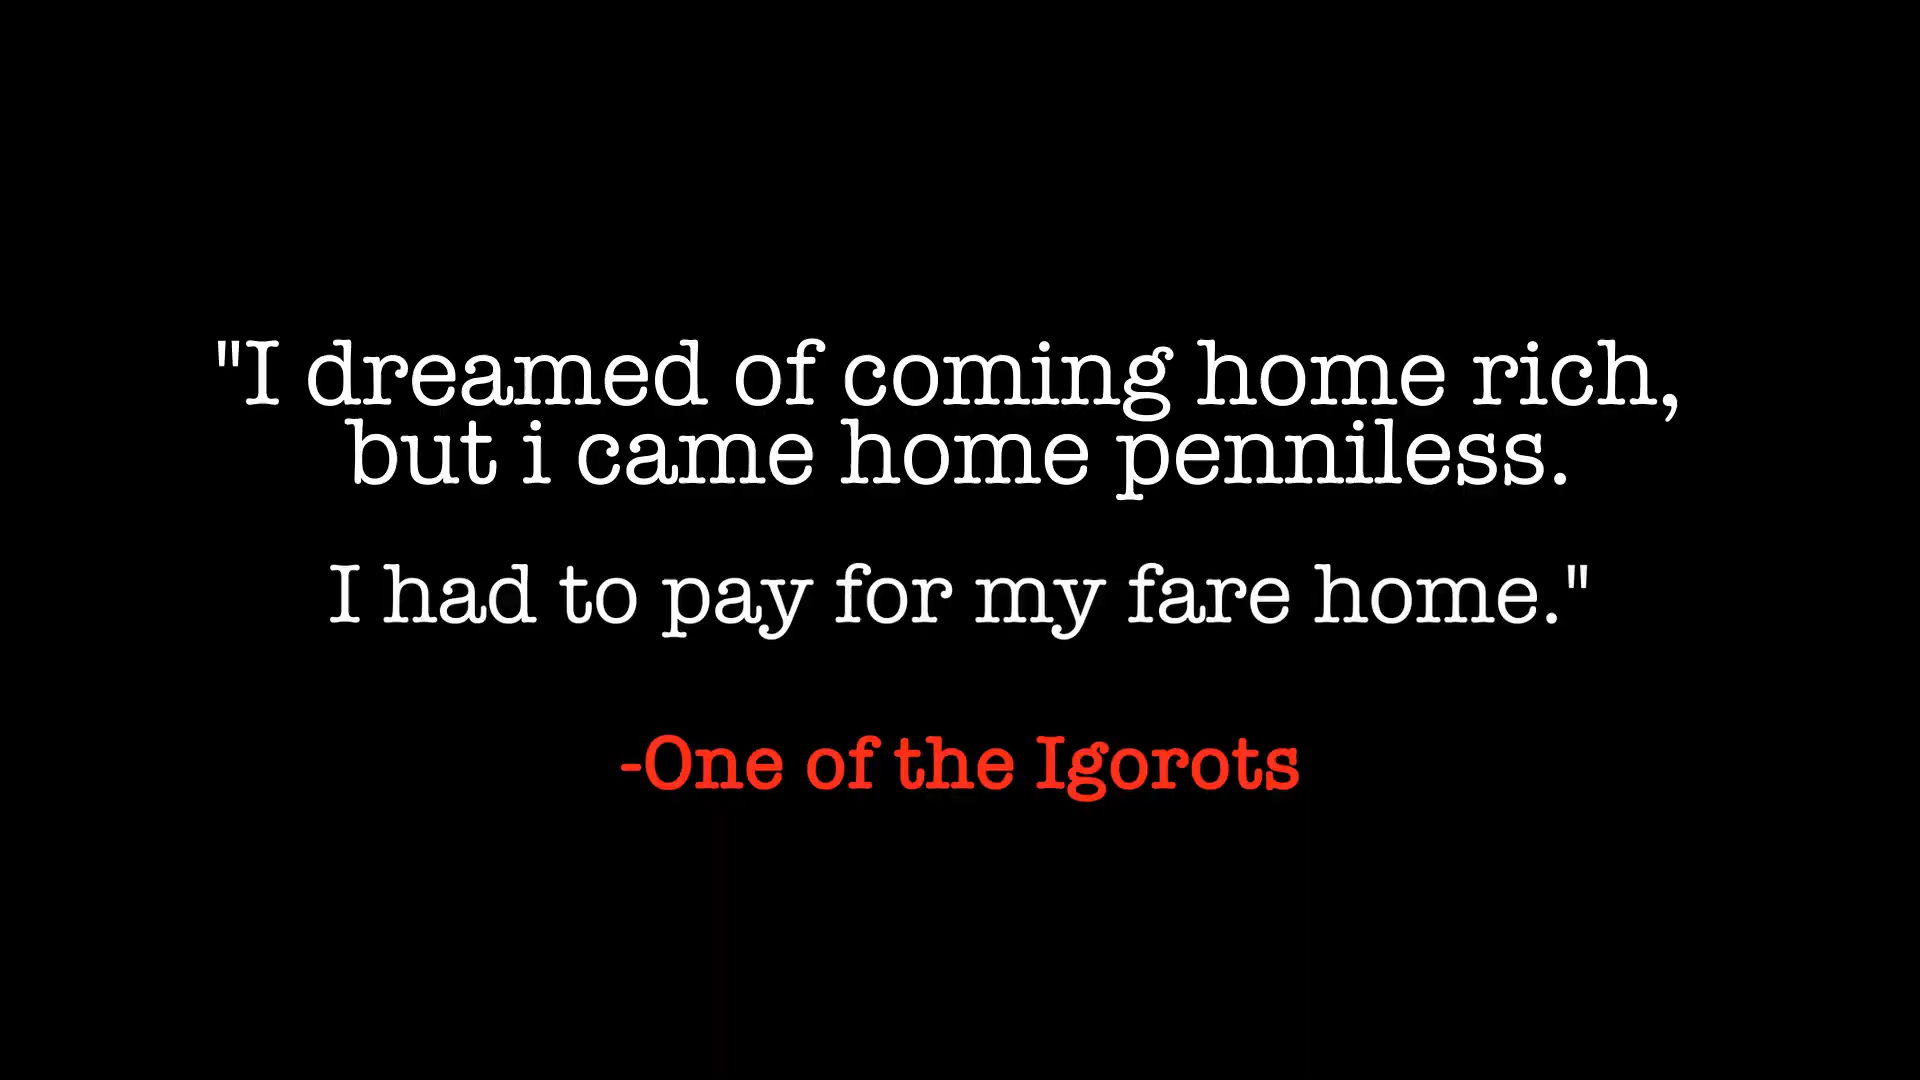 "I dreamed of coming home rich,
but i came home penniless.
I had to pay for my fare home."
-One of the Igorots